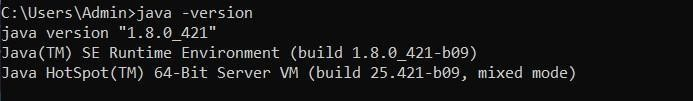 C:\Users\Admin>java -version
java version "1.8.0_421"
Java(TM) SE Runtime Environment (build 1.8.0_421-b09)
Java HotSpot(TM) 64-Bit Server VM (build 25.421-b09, mixed mode)